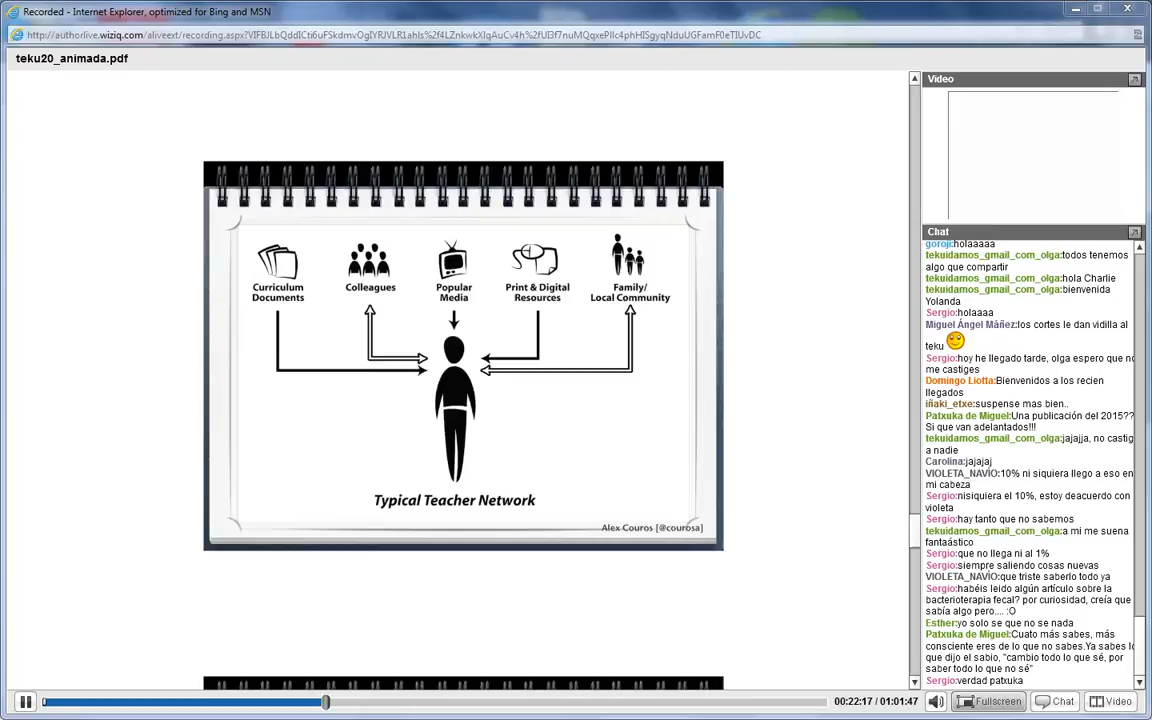 Recorded - Internet Explorer, optimized for Bing and MSN
teku20_animada.pdf
Curriculum
Documents
Colleagues
Popular
Media
Print & Digital
Resources
Family/
Local Community
Typical Teacher Network
Alex Couros [@courosa]
Video
Chat
goroji:holaaaaa
tekuidamos_gmail_com_olga:todos tenemos
algo que compartir
tekuidamos_gmail_com_olga:hola Charlie
tekuidamos_gmail_com_olga:bienvenida
Yolanda
Sergio:holaaaa
Miguel Ángel Máñez:los cortes le dan vidilla al
teku
Sergio:hoy he llegado tarde, olga espero que no
me castiges
Domingo Liotta:Bienvenidos a los recien
llegados
iñaki_etxe:suspense mas bien..
Patxuka de Miguel:Una publicación del 2015??
Si que van adelantados!!!
tekuidamos_gmail_com_olga:jajajja, no castig
a nadie
Carolina:jajajaj
VIOLETA_NAVÍO:10% ni siquiera llego a eso en
mi cabeza
Sergio:nisiquiera el 10%, estoy deacuerdo con
violeta
Sergio:hay tanto que no sabemos
tekuidamos_gmail_com_olga:a mi me suena
fantaástico
Sergio:que no llega ni al 1%
Sergio:siempre saliendo cosas nuevas
VIOLETA_NAVÍO:que triste saberlo todo ya
Sergio:habéis leido algún artículo sobre la
bacterioterapia fecal? por curiosidad, creía que
sabía algo pero.... :O
Esther:yo solo se que no se nada
Patxuka de Miguel:Cuato más sabes, más
consciente eres de lo que no sabes.Ya sabes lo
que dijo el sabio, "cambio todo lo que sé, por
saber todo lo que no sé"
Sergio:verdad patxuka
00:22:17 / 01:01:47
Fullscreen
Chat
Video